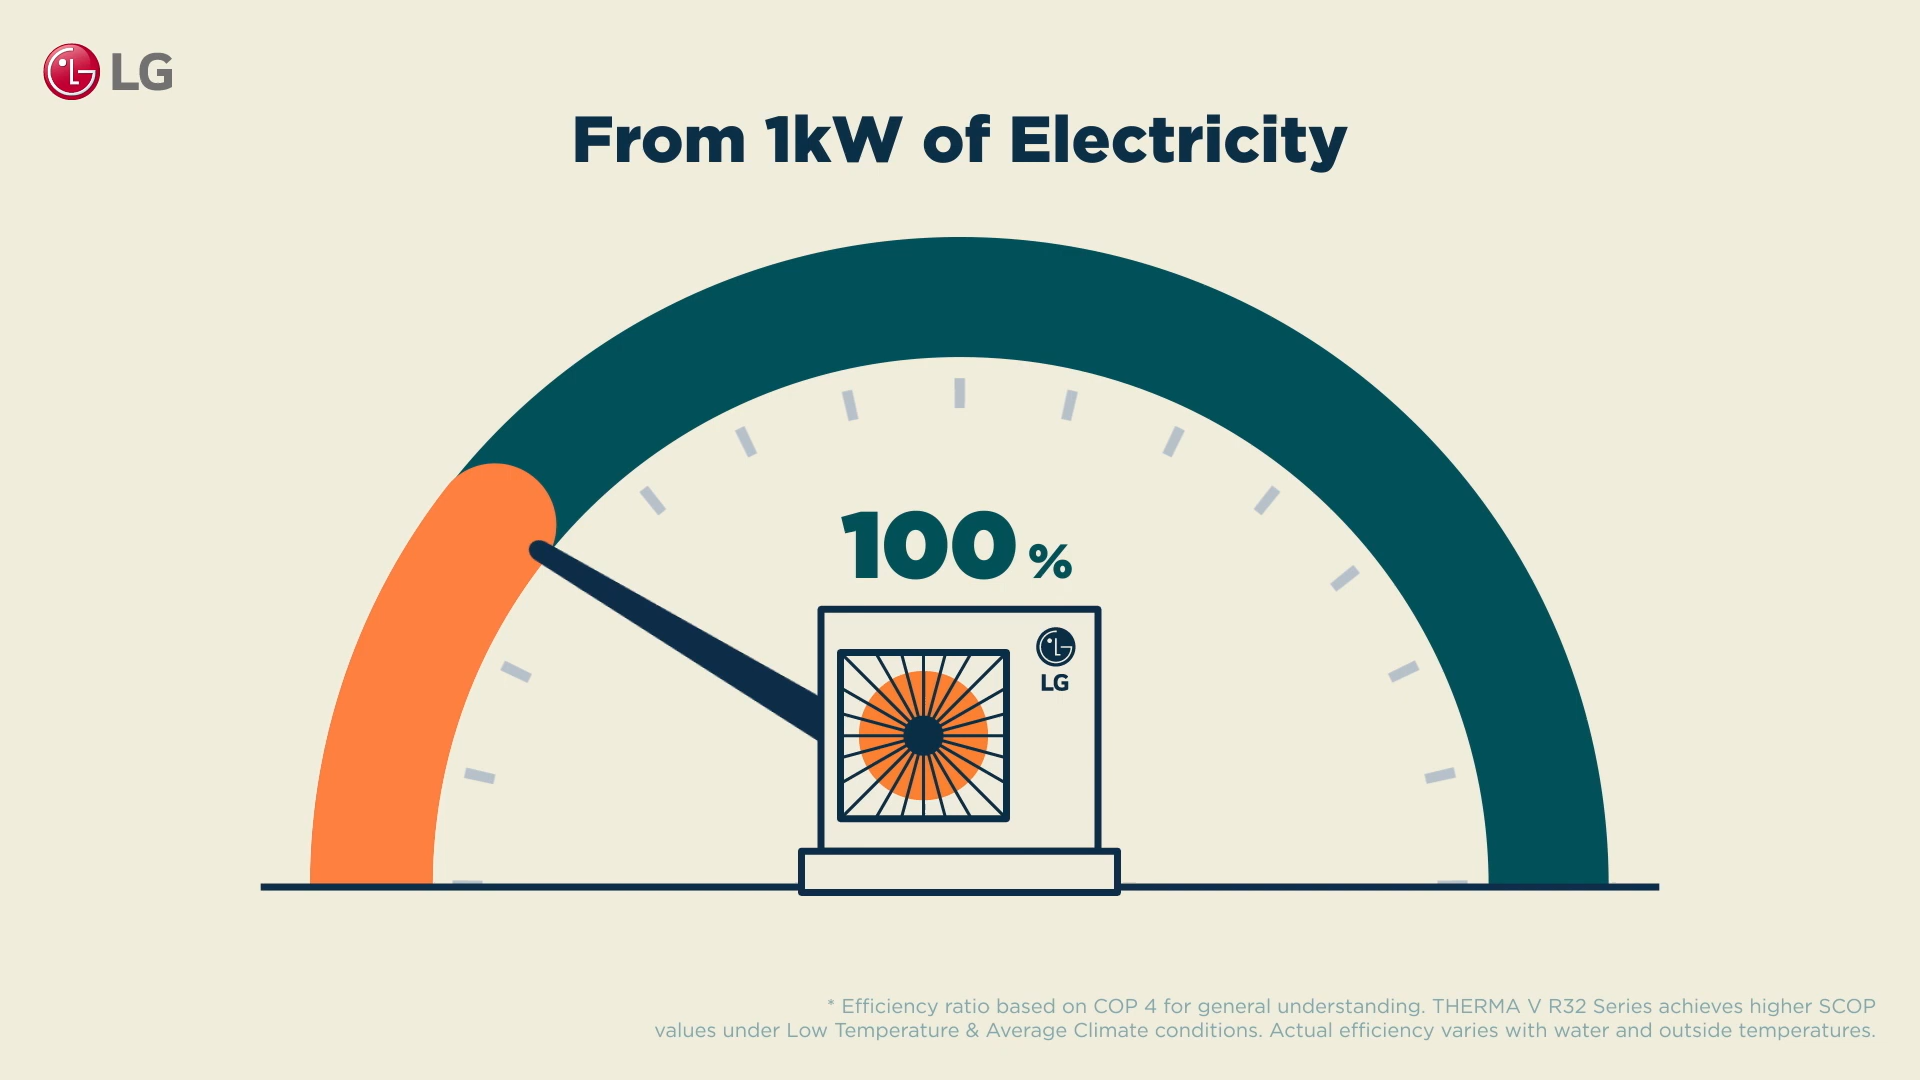 LG
From 1kW of Electricity
100 %
LG
* Efficiency ratio based on COP 4 for general understanding. THERMA V R32 Series achieves higher SCOP
values under Low Temperature & Average Climate conditions. Actual efficiency varies with water and outside temperatures.